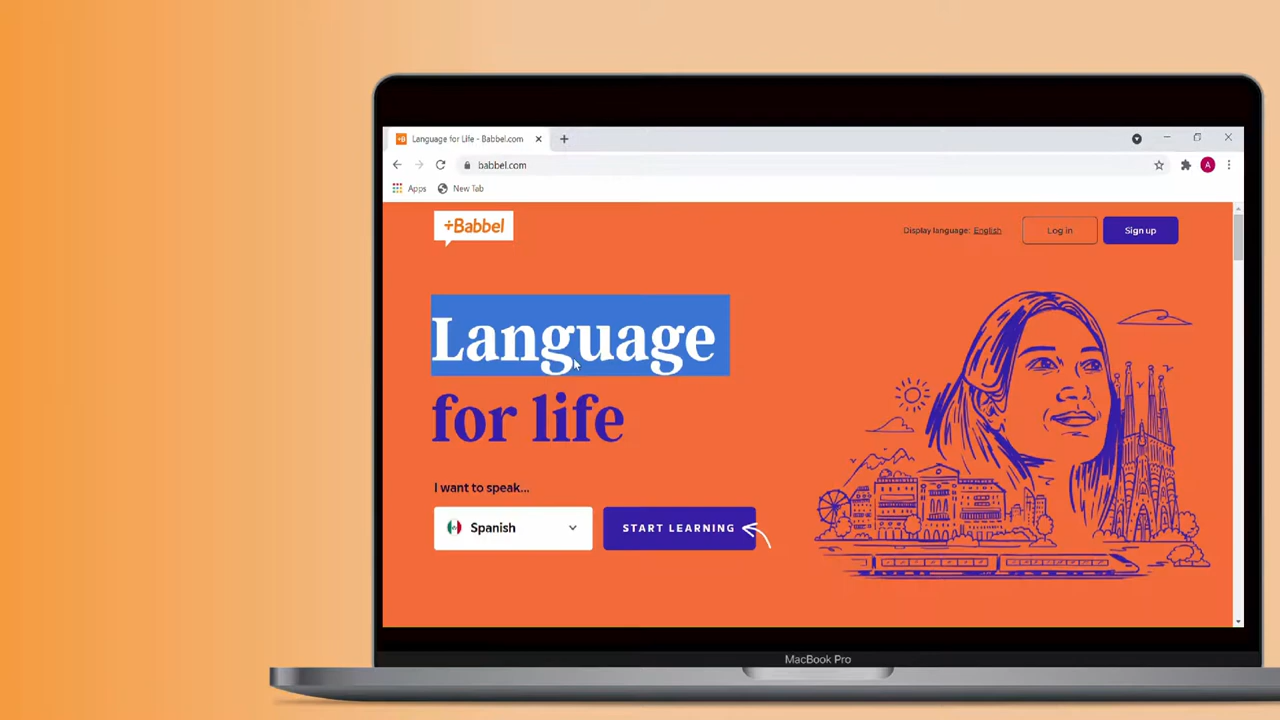 Language for Life - Babbel.com
babbel.com
Apps
New Tab
A
÷Babbel
Display language: English
Log in
Sign up
Language
for life
I want to speak...
Spanish
START LEARNING
MacBook Pro